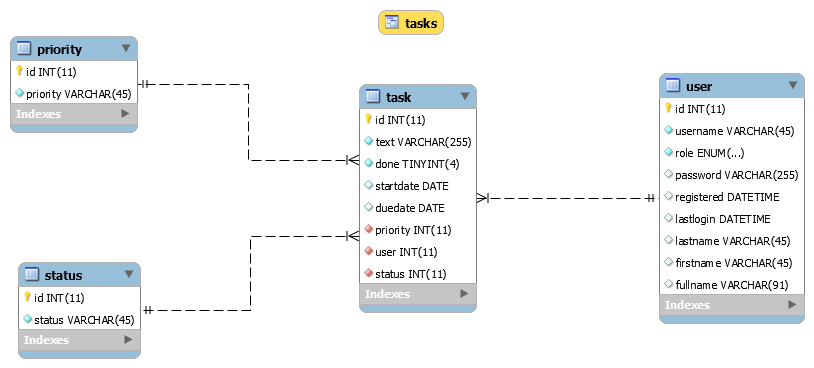 tasks
priority
id INT(11)
priority VARCHAR(45)
Indexes
task
id INT(11)
text VARCHAR(255)
done TINYINT(4)
startdate DATE
duedate DATE
priority INT(11)
user INT(11)
status INT(11)
Indexes
user
id INT(11)
username VARCHAR(45)
role ENUM(...)
password VARCHAR(255)
registered DATETIME
lastlogin DATETIME
lastname VARCHAR(45)
firstname VARCHAR(45)
fullname VARCHAR(91)
Indexes
status
id INT(11)
status VARCHAR(45)
Indexes